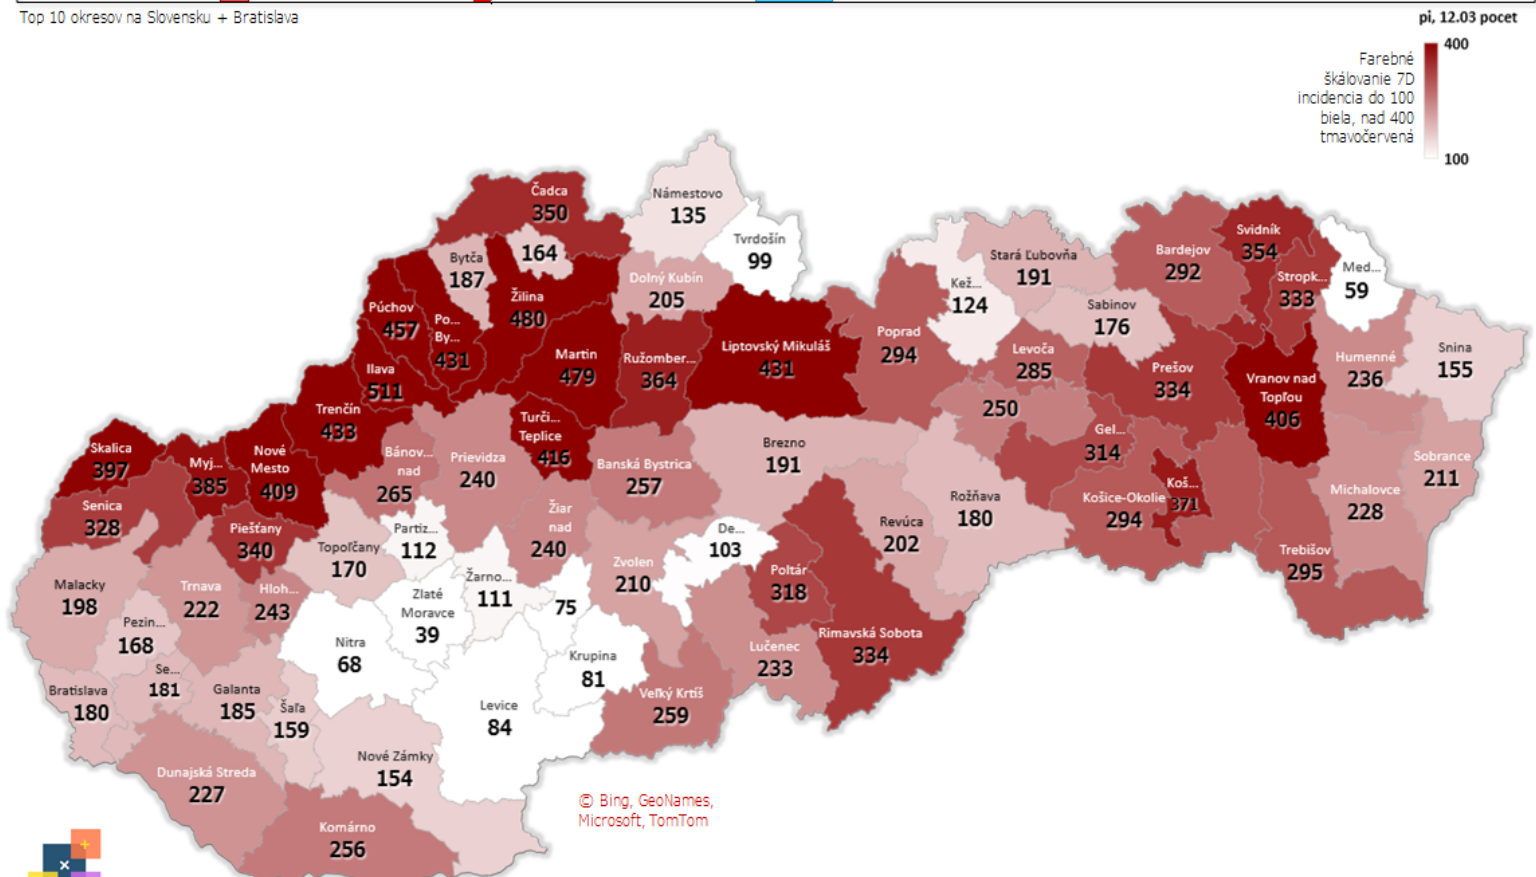 Top 10 okresov na Slovensku + Bratislava
pi, 12.03 pocet
400
Farebné
škálovanie 7D
incidencia do 100
biela, nad 400
tmavočervená
100
Čadca
350
Námestovo
135
Tvrdošín
99
164
Bytča
187
Žilina
480
Dolný Kubín
205
Púchov
457
Po...
By...
431
Ilava
511
Martin
479
Ružomber...
364
Liptovský Mikuláš
431
Poprad
294
Kež...
124
Stará Ľubovňa
191
Sabinov
176
Bardejov
292
Svidník
354
Stropk...
333
Med...
59
Levoča
285
250
Prešov
334
Vranov nad
Topľou
406
Humenné
236
Snina
155
Trenčín
433
Turči...
Teplice
416
Skalica
397
Myj...
385
Nové
Mesto
409
Bánov...
nad
265
Prievidza
240
Banská Bystrica
257
Brezno
191
Gel...
314
Koš...
371
Košice-Okolie
294
Sobrance
211
Michalovce
228
Rožňava
180
Senica
328
Piešťany
340
Partiz...
112
Žiar
nad
240
De...
103
Revúca
202
Trebišov
295
Topoľčany
170
Zvolen
210
Poltár
318
Malacky
198
Trnava
222
Hloh...
243
Zlaté
Moravce
39
Žarno...
111
75
Pezin...
168
Nitra
68
Krupina
81
Lučenec
233
Rimavská Sobota
334
Se...
181
Bratislava
180
Galanta
185
Šaľa
159
Levice
84
Veľký Krtíš
259
Nové Zámky
154
Dunajská Streda
227
Komárno
256
© Bing, GeoNames,
Microsoft, TomTom